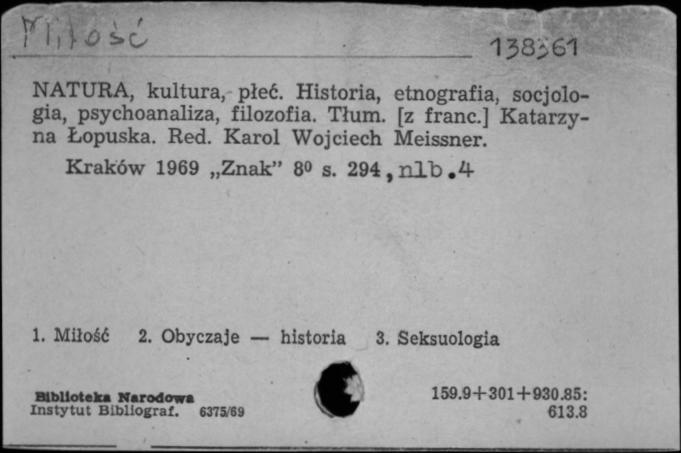 Miłość
138361
NATURA, kultura, płeć. Historia, etnografia, socjolo-
gia, psychoanaliza, filozofia. Tłum. [z franc.] Katarzy-
na Łopuska. Red. Karol Wojciech Meissner.
Kraków 1969 „Znak” 8⁰ s. 294, nlb.4
1. Miłość 2. Obyczaje — historia 3. Seksuologia
Biblioteka Narodowa
Instytut Bibliograf. 6375/69
159.9+301+930.85:
613.8